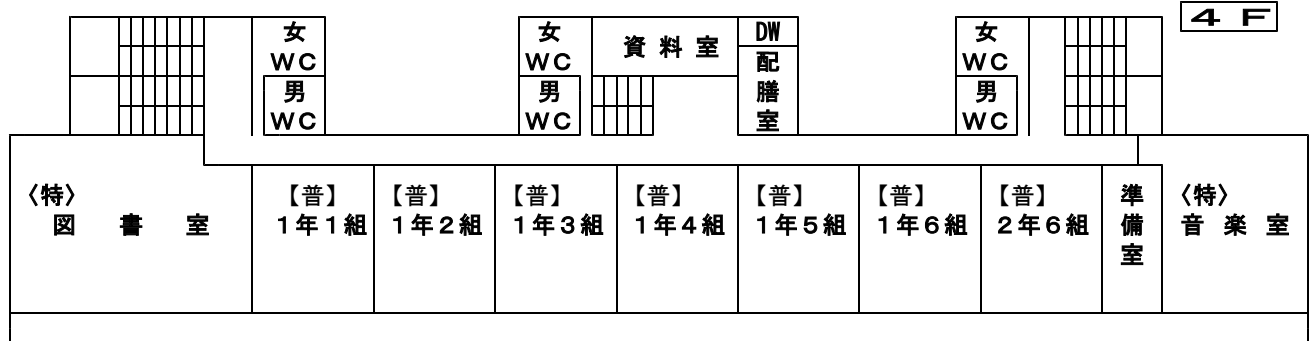 ４Ｆ
女
ＷＣ
男
ＷＣ
女
ＷＣ
男
ＷＣ
資料室
DW
配
膳
室
女
ＷＣ
男
ＷＣ
〈特〉
図書室
【普】
１年１組
【普】
１年２組
【普】
１年３組
【普】
１年４組
【普】
１年５組
【普】
１年６組
【普】
２年６組
準
備
室
〈特〉
音楽室